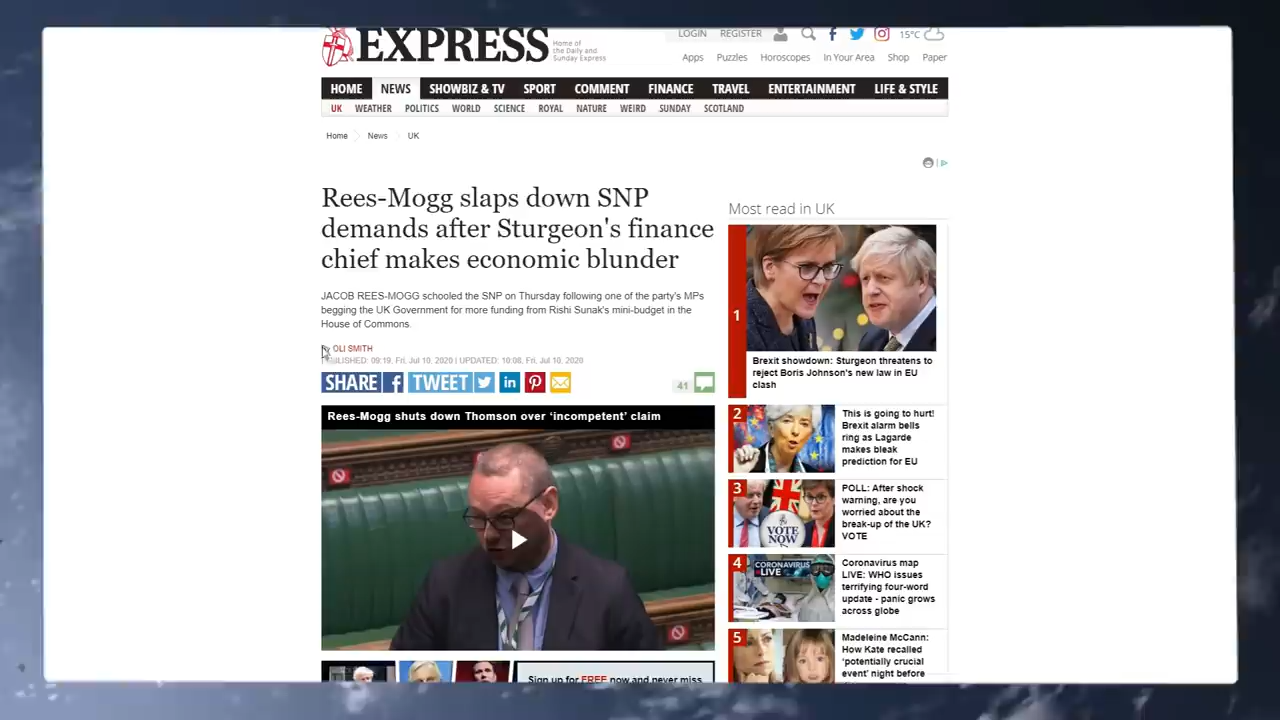 LOGIN REGISTER 15°C
EXPRESS
Home of
the Daily and
Sunday Express
Apps Puzzles Horoscopes In Your Area Shop Paper
HOME NEWS SHOWBIZ & TV SPORT COMMENT FINANCE TRAVEL ENTERTAINMENT LIFE & STYLE
UK WEATHER POLITICS WORLD SCIENCE ROYAL NATURE WEIRD SUNDAY SCOTLAND
Home News UK
Rees-Mogg slaps down SNP
demands after Sturgeon's finance
chief makes economic blunder
JACOB REES-MOGG schooled the SNP on Thursday following one of the party's MPs
begging the UK Government for more funding from Rishi Sunak's mini-budget in the
House of Commons.
OLI SMITH
09:19, Fri, Jul 10, 2020 | UPDATED: 10:08, Fri, Jul 10, 2020
SHARE f TWEET in
41
Rees-Mogg shuts down Thomson over ‘incompetent’ claim
Sign up for FREE now and never miss
Most read in UK
1
Brexit showdown: Sturgeon threatens to
reject Boris Johnson's new law in EU
clash
2
This is going to hurt!
Brexit alarm bells
ring as Lagarde
makes bleak
prediction for EU
3
VOTE
NOW
POLL: After shock
warning, are you
worried about the
break-up of the UK?
VOTE
4
CORONAVIRUS
LIVE
Coronavirus map
LIVE: WHO issues
terrifying four-word
update - panic grows
across globe
5
Madeleine McCann:
How Kate recalled
‘potentially crucial
event’ night before